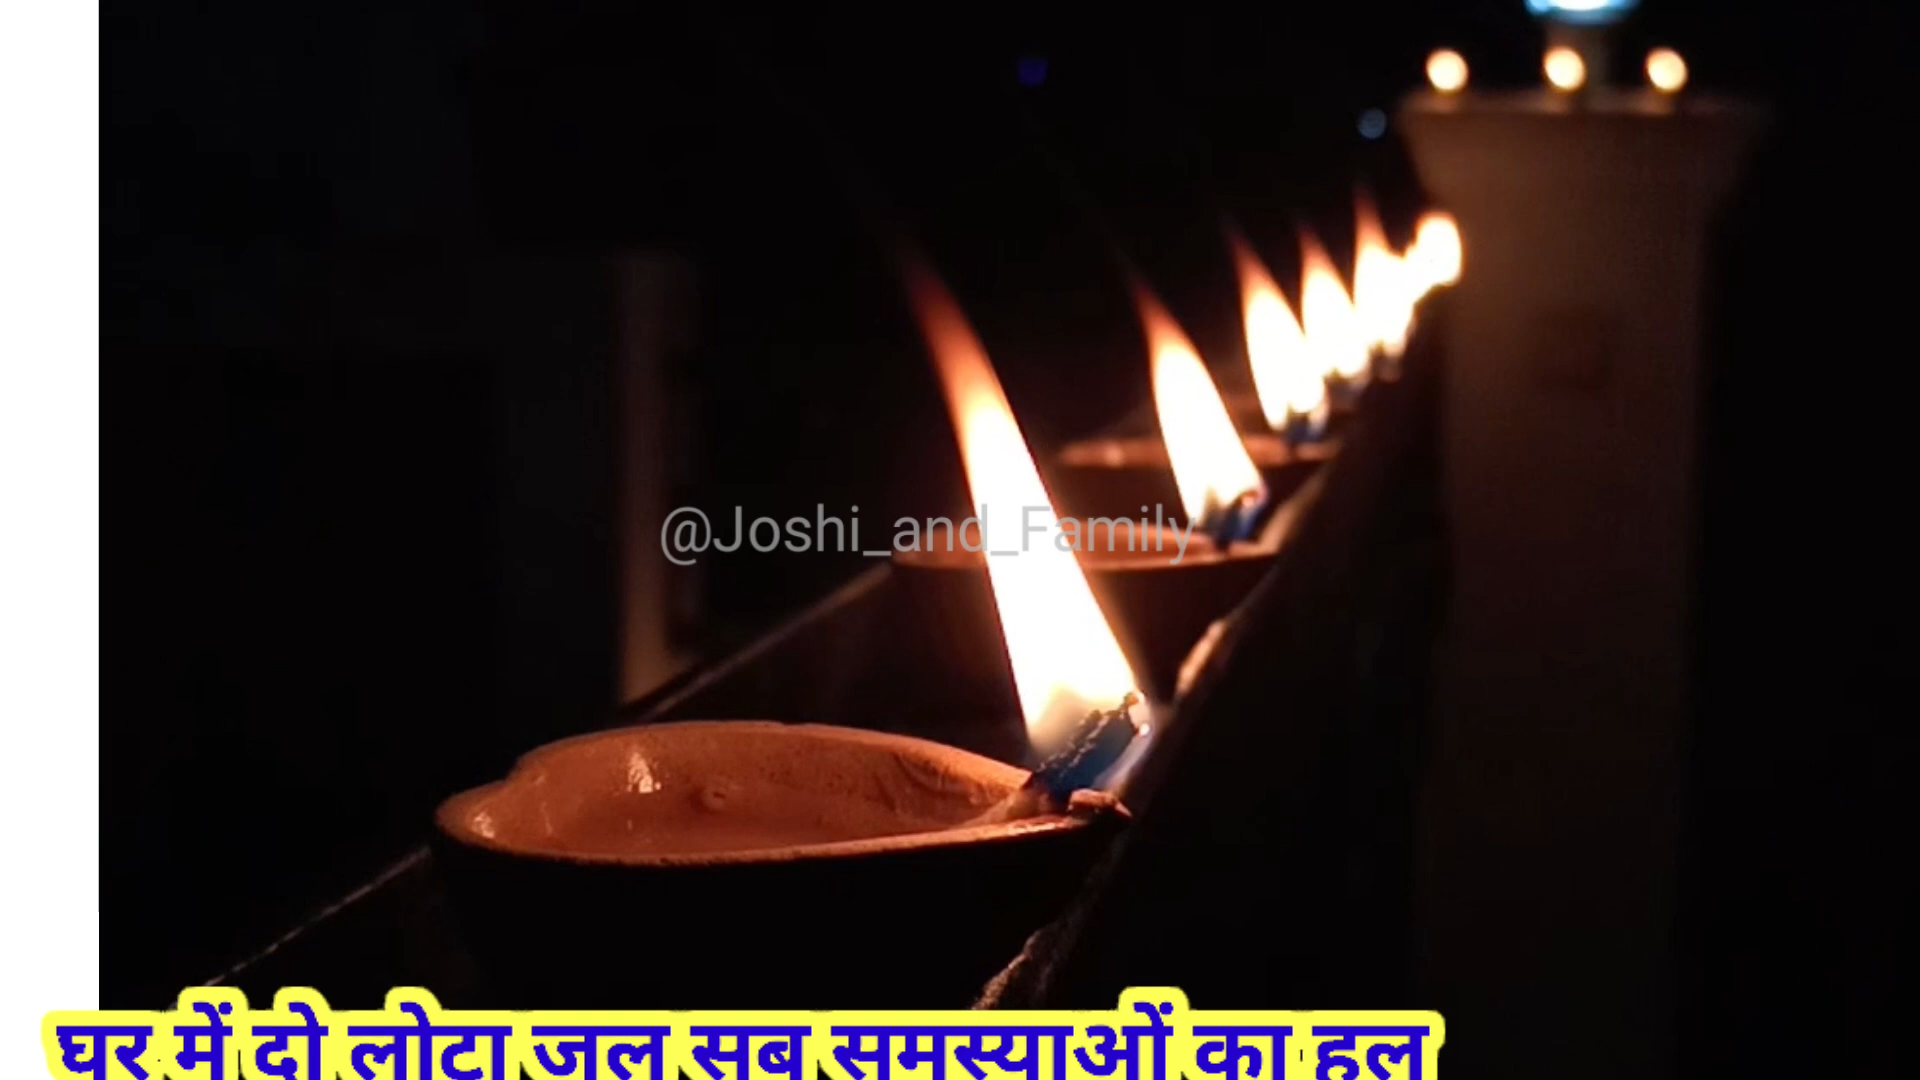 @Joshi_and_Family
घर में दो लोटा जल सब समस्याओं का हल